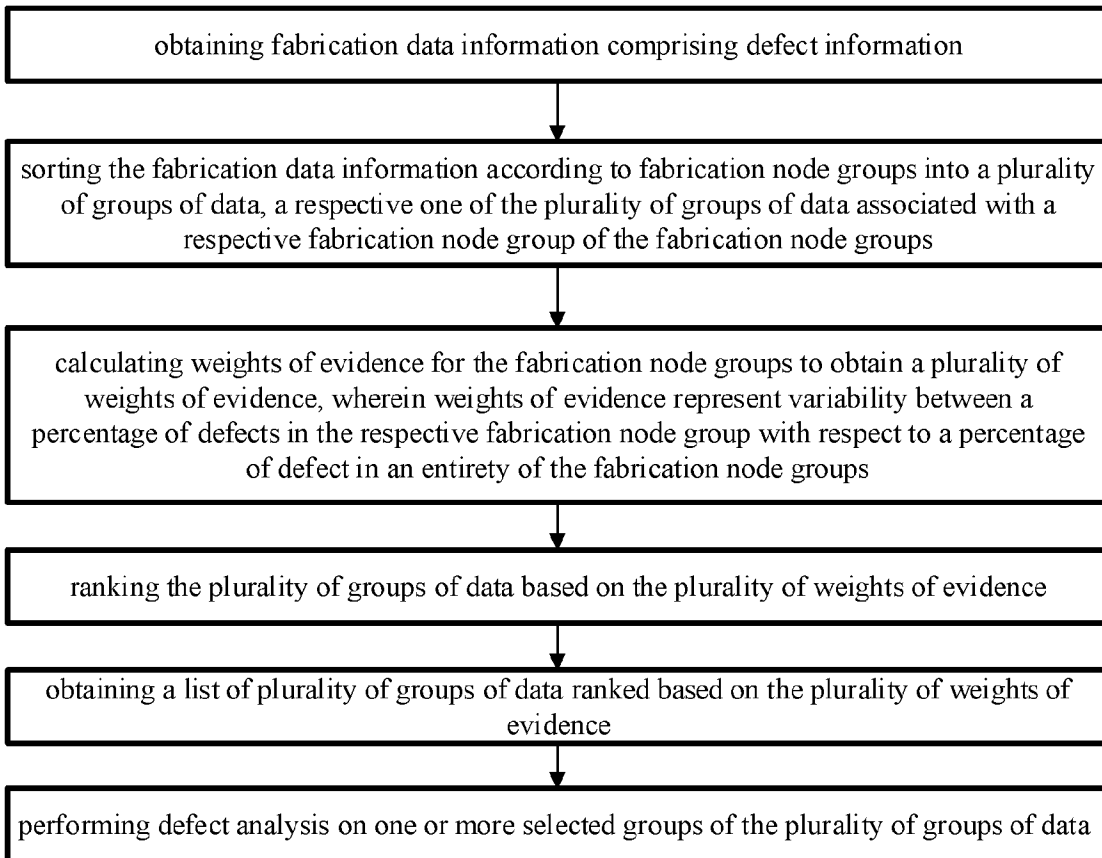 obtaining fabrication data information comprising defect information
sorting the fabrication data information according to fabrication node groups into a plurality
of groups of data, a respective one of the plurality of groups of data associated with a
respective fabrication node group of the fabrication node groups
calculating weights of evidence for the fabrication node groups to obtain a plurality of
weights of evidence, wherein weights of evidence represent variability between a
percentage of defects in the respective fabrication node group with respect to a percentage
of defect in an entirety of the fabrication node groups
ranking the plurality of groups of data based on the plurality of weights of evidence
obtaining a list of plurality of groups of data ranked based on the plurality of weights of
evidence
performing defect analysis on one or more selected groups of the plurality of groups of data